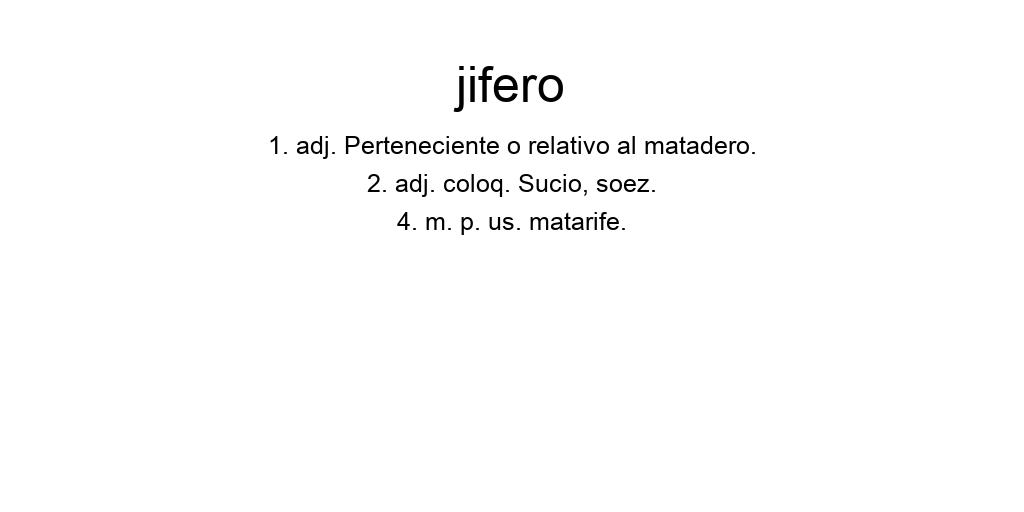 jifero
1. adj. Perteneciente o relativo al matadero.
2. adj. coloq. Sucio, soez.
4. m. p. us. matarife.